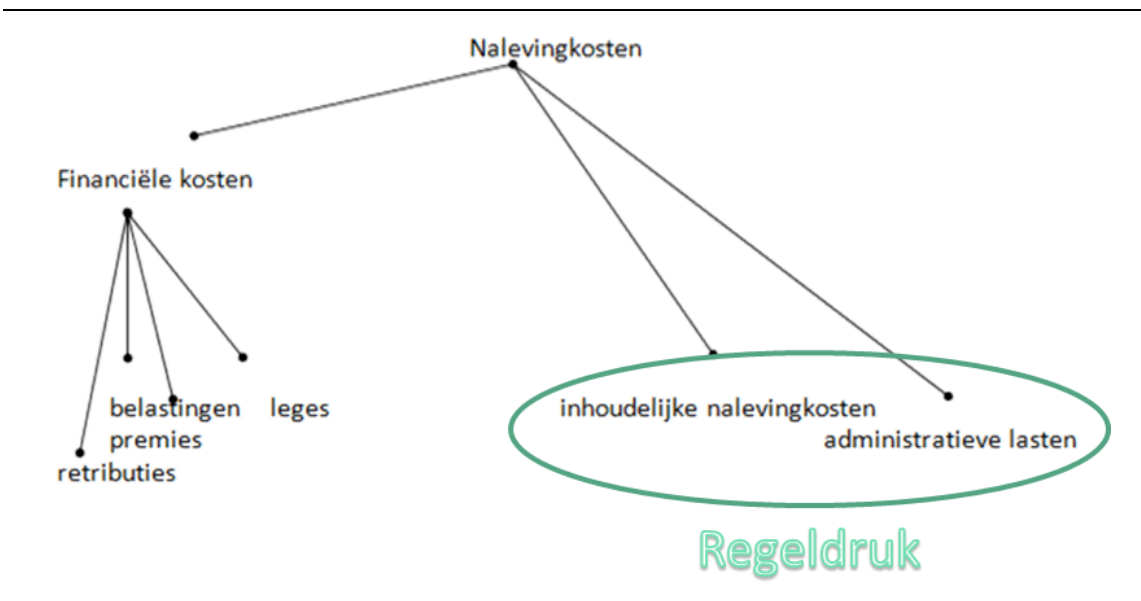 Nalevingkosten
Financiële kosten
belastingen leges
premies
retributies
inhoudelijke nalevingkosten
administratieve lasten
Regeldruk